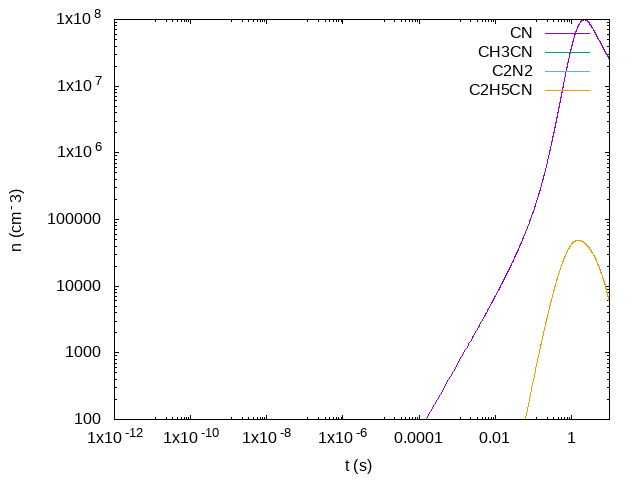 1x10^8
1x10^7
1x10^6
100000
10000
1000
100
1x10^-12
1x10^-10
1x10^-8
1x10^-6
0.0001
0.01
1
n (cm^-3)
t (s)
CN
CH3CN
C2N2
C2H5CN